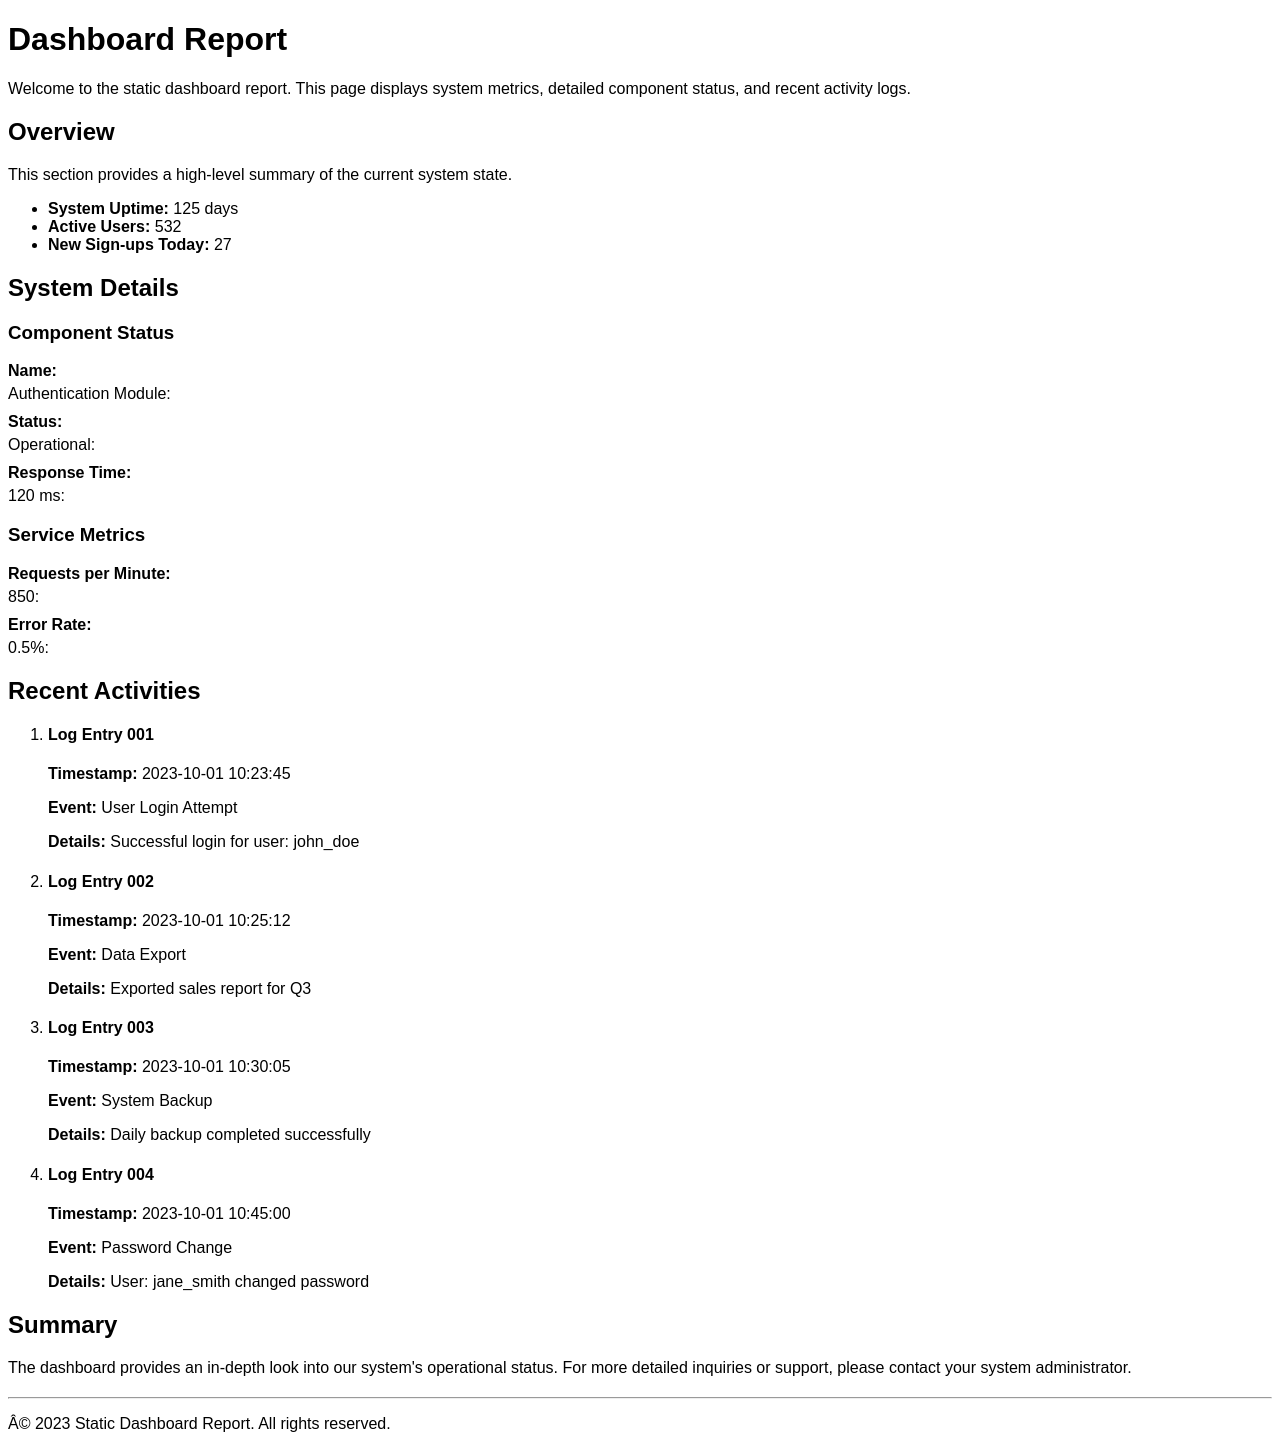 Dashboard Report
Welcome to the static dashboard report. This page displays system metrics, detailed component status, and recent activity logs.
Overview
This section provides a high-level summary of the current system state.
• System Uptime: 125 days
• Active Users: 532
• New Sign-ups Today: 27
System Details
Component Status
Name:
Authentication Module:
Status:
Operational:
Response Time:
120 ms:
Service Metrics
Requests per Minute:
850:
Error Rate:
0.5%:
Recent Activities
1. Log Entry 001
Timestamp: 2023-10-01 10:23:45
Event: User Login Attempt
Details: Successful login for user: john_doe
2. Log Entry 002
Timestamp: 2023-10-01 10:25:12
Event: Data Export
Details: Exported sales report for Q3
3. Log Entry 003
Timestamp: 2023-10-01 10:30:05
Event: System Backup
Details: Daily backup completed successfully
4. Log Entry 004
Timestamp: 2023-10-01 10:45:00
Event: Password Change
Details: User: jane_smith changed password
Summary
The dashboard provides an in-depth look into our system's operational status. For more detailed inquiries or support, please contact your system administrator.
Â© 2023 Static Dashboard Report. All rights reserved.